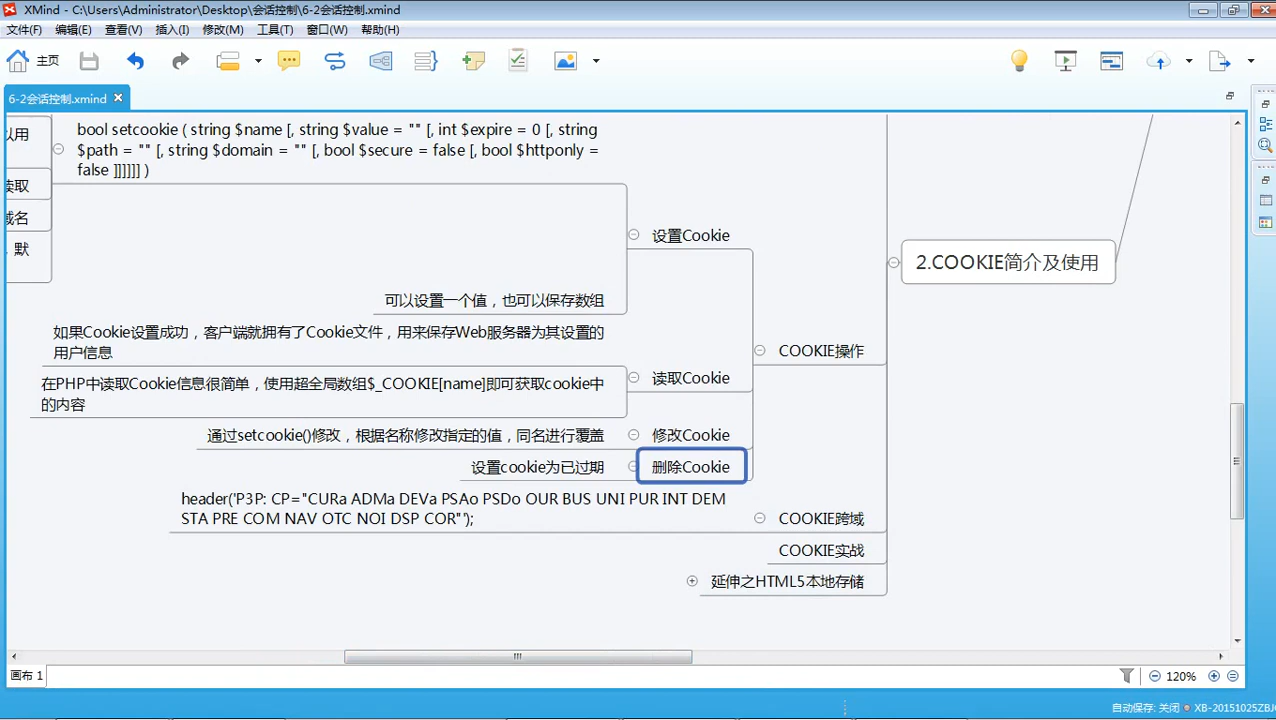 XMind - C:\Users\Administrator\Desktop\会话控制\6-2会话控制.xmind
文件(F) 编辑(E) 查看(V) 插入(I) 修改(M) 工具(T) 窗口(W) 帮助(H)
主页
6-2会话控制.xmind
以用
读取
域名
，默
bool setcookie ( string $name [, string $value = "" [, int $expire = 0 [, string
$path = "" [, string $domain = "" [, bool $secure = false [, bool $httponly =
false ]]]]]] )
设置Cookie
2.COOKIE简介及使用
可以设置一个值，也可以保存数组
如果Cookie设置成功，客户端就拥有了Cookie文件，用来保存Web服务器为其设置的
用户信息
COOKIE操作
读取Cookie
在PHP中读取Cookie信息很简单，使用超全局数组$_COOKIE[name]即可获取cookie中
的内容
通过setcookie()修改，根据名称修改指定的值，同名进行覆盖
修改Cookie
设置cookie为已过期
删除Cookie
header('P3P: CP="CURa ADMa DEVa PSAo PSDo OUR BUS UNI PUR INT DEM
STA PRE COM NAV OTC NOI DSP COR"');
COOKIE跨域
COOKIE实战
延伸之HTML5本地存储
画布 1
120%
自动保存: 关闭
XB-20151025ZBJ